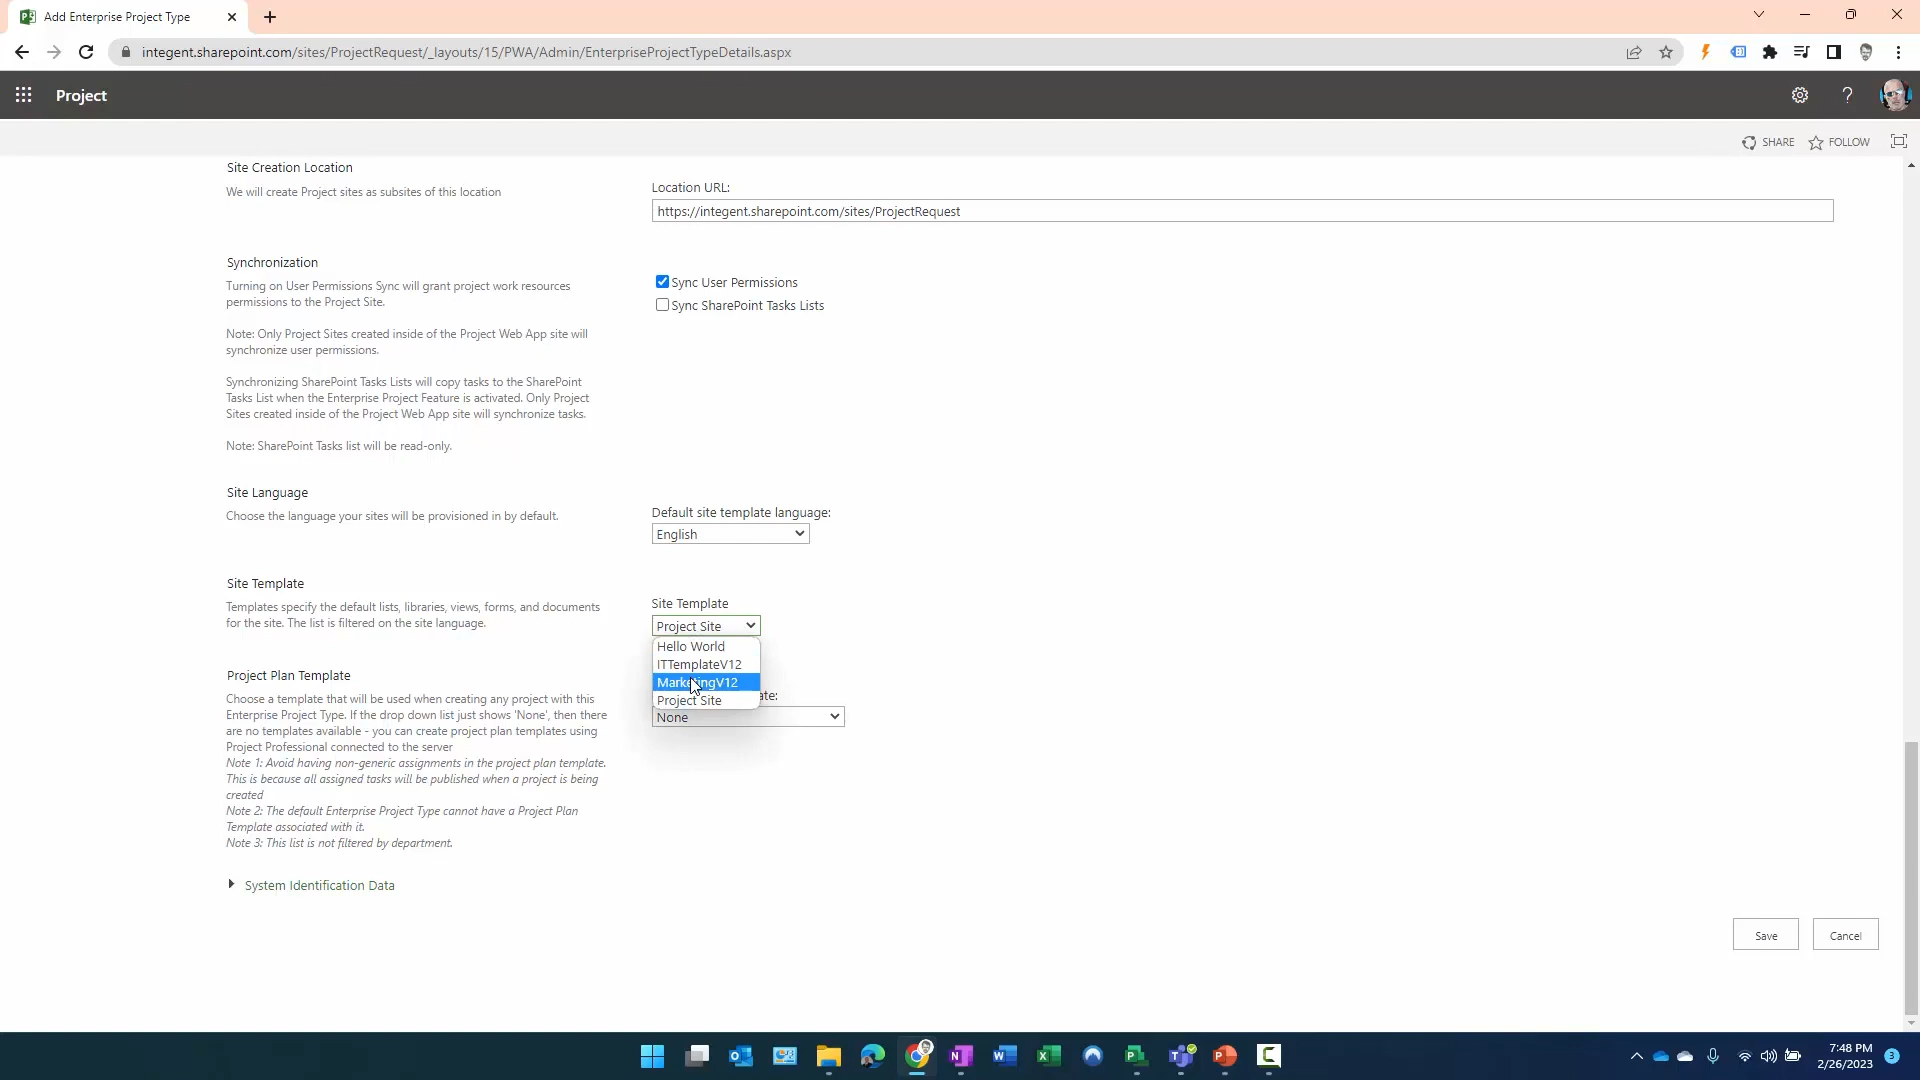 Add Enterprise Project Type
integent.sharepoint.com/sites/ProjectRequest/_layouts/15/PWA/Admin/EnterpriseProjectTypeDetails.aspx
Project
SHARE
FOLLOW
Site Creation Location
We will create Project sites as subsites of this location
Location URL:
https://integent.sharepoint.com/sites/ProjectRequest
Synchronization
Turning on User Permissions Sync will grant project work resources
permissions to the Project Site.
Note: Only Project Sites created inside of the Project Web App site will
synchronize user permissions.
Synchronizing SharePoint Tasks Lists will copy tasks to the SharePoint
Tasks List when the Enterprise Project Feature is activated. Only Project
Sites created inside of the Project Web App site will synchronize tasks.
Note: SharePoint Tasks list will be read-only.
Sync User Permissions
Sync SharePoint Tasks Lists
Site Language
Choose the language your sites will be provisioned in by default.
Default site template language:
English
Site Template
Templates specify the default lists, libraries, views, forms, and documents
for the site. The list is filtered on the site language.
Site Template
Project Site
Hello World
ITTemplateV12
MarketingV12
Project Site
Project Plan Template
Choose a template that will be used when creating any project with this
Enterprise Project Type. If the drop down list just shows 'None', then there
are no templates available - you can create project plan templates using
Project Professional connected to the server
Note 1: Avoid having non-generic assignments in the project plan template.
This is because all assigned tasks will be published when a project is being
created
Note 2: The default Enterprise Project Type cannot have a Project Plan
Template associated with it.
Note 3: This list is not filtered by department.
None
System Identification Data
Save
Cancel
7:48 PM
2/26/2023
3